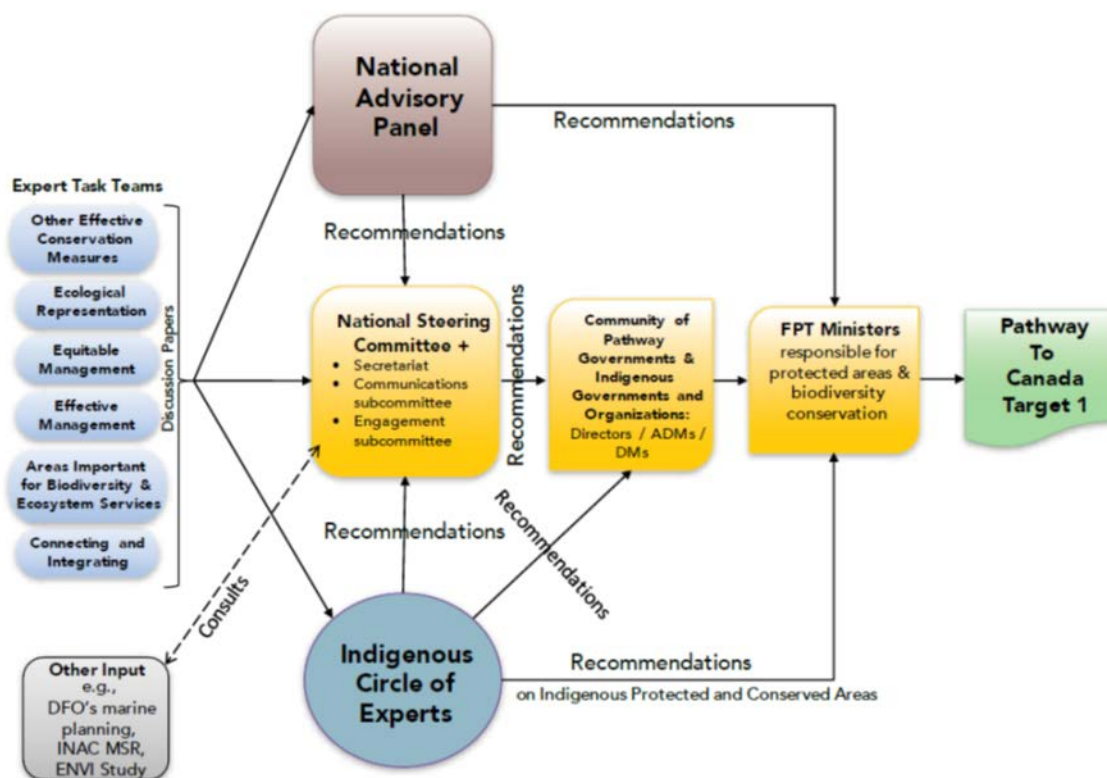 National
Advisory
Panel
Recommendations
Expert Task Teams
Other Effective
Conservation
Measures
Ecological
Representation
Equitable
Management
Effective
Management
Areas Important
for Biodiversity &
Ecosystem Services
Connecting and
Integrating
Discussion Papers
Recommendations
National Steering
Committee +
• Secretariat
• Communications
subcommittee
• Engagement
subcommittee
Recommendations
Community of
Pathway
Governments &
Indigenous
Governments and
Organizations:
Directors / ADMs /
DMs
FPT Ministers
responsible for
protected areas &
biodiversity
conservation
Pathway
To
Canada
Target 1
Consults
Recommendations
Recommendations
Other Input
e.g.,
DFO's marine
planning,
INAC MSR,
ENVI Study
Indigenous
Circle of
Experts
Recommendations
on Indigenous Protected and Conserved Areas